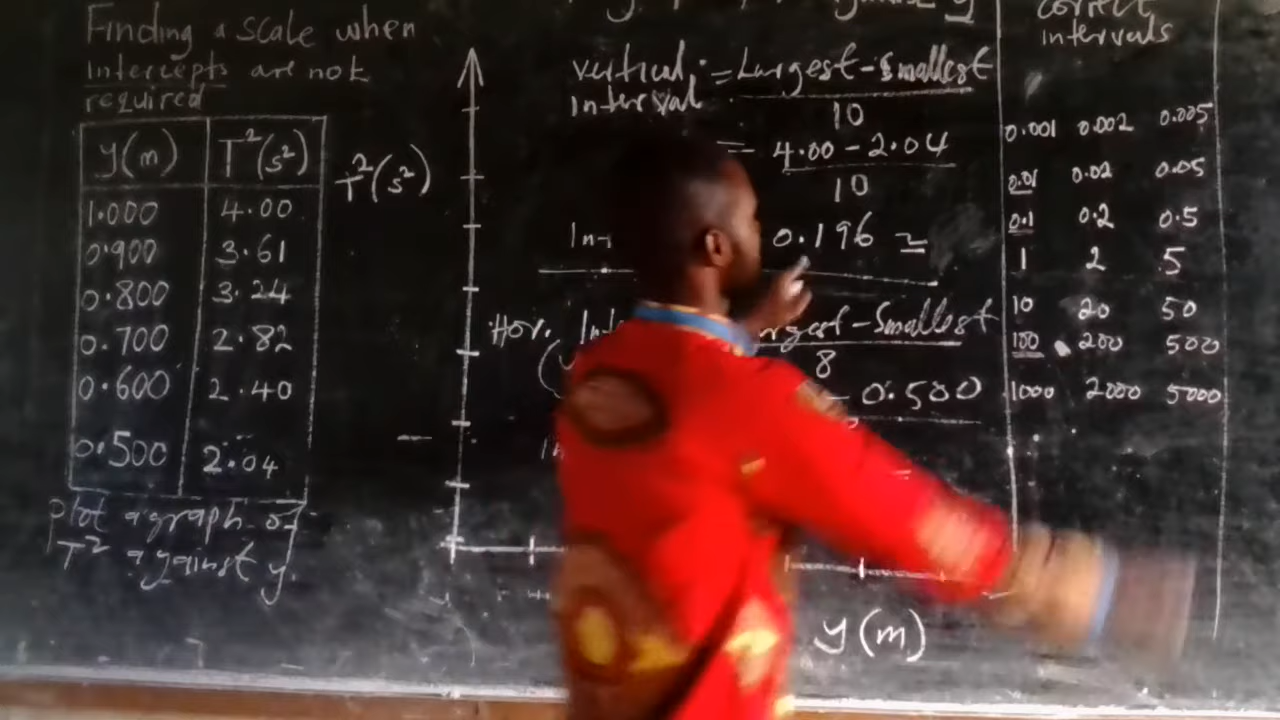 Finding a scale when
intercepts are not
required
y(m) T²(s²)
1.000 4.00
0.900 3.61
0.800 3.24
0.700 2.82
0.600 2.40
0.500 2.04
plot a graph of
T² against y.
T²(s²)
vertical = Largest-Smallest
interval 10
= 4.00-2.04
10
0.196 ≃
Hor. Largest-Smallest
8
- 0.500
y(m)
correct
intervals
0.001 0.002 0.005
0.01 0.02 0.05
0.1 0.2 0.5
1 2 5
10 20 50
100 200 500
1000 2000 5000